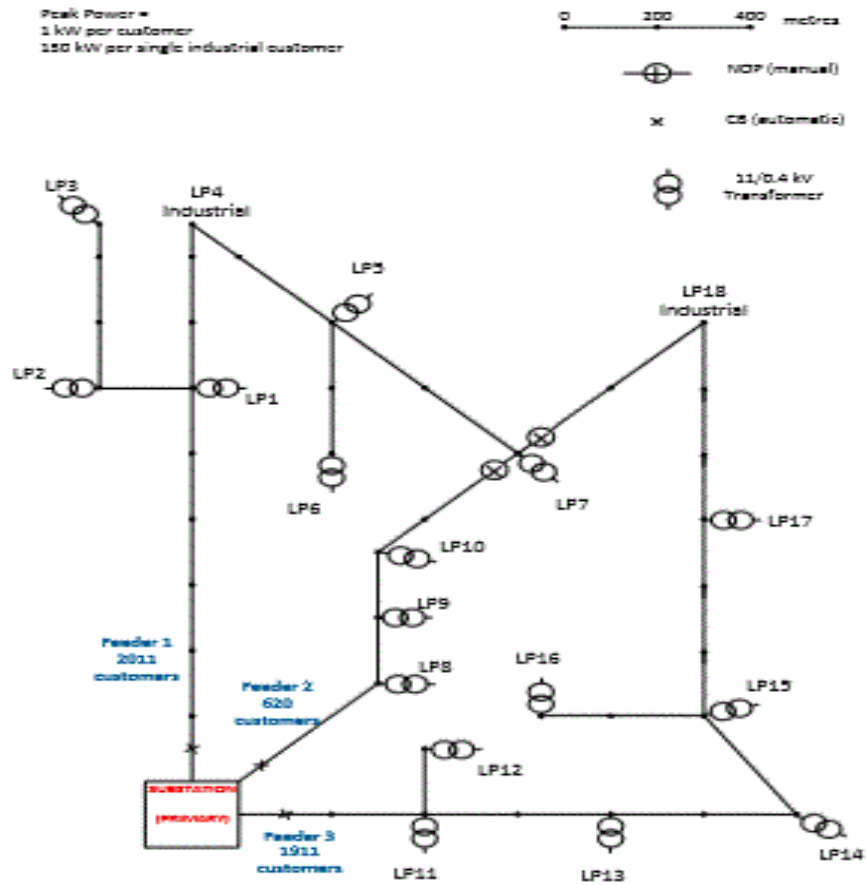 Peak Power =
1 kW per customer
150 kW per single industrial customer
0 200 400 metres
NOP (manual)
CB (automatic)
11/0.4 kV
Transformer
LP3
LP4
Industrial
LP5
LP18
Industrial
LP2
LP1
LP6
LP7
LP17
LP10
LP9
LP8
LP16
LP15
Feeder 1
2011
customers
Feeder 2
620
customers
LP12
SUBSTATION
(PRIMARY)
Feeder 3
1911
customers
LP11
LP13
LP14